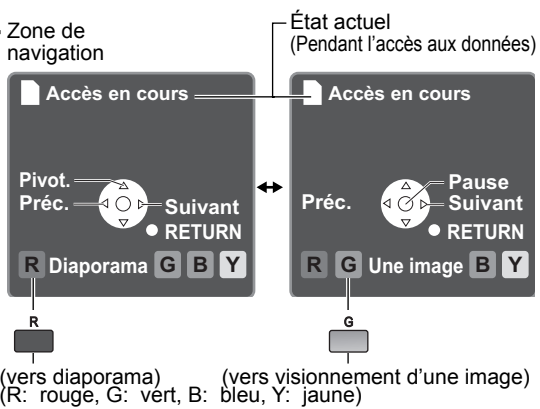 Zone de
navigation
État actuel
(Pendant l'accès aux données)
Accès en cours
Pivot.
Préc.
Suivant
RETURN
R Diaporama G B Y
Accès en cours
Préc.
Pause
Suivant
RETURN
R G Une image B Y
R
G
(vers diaporama)
(vers visionnement d'une image)
(R: rouge, G: vert, B: bleu, Y: jaune)